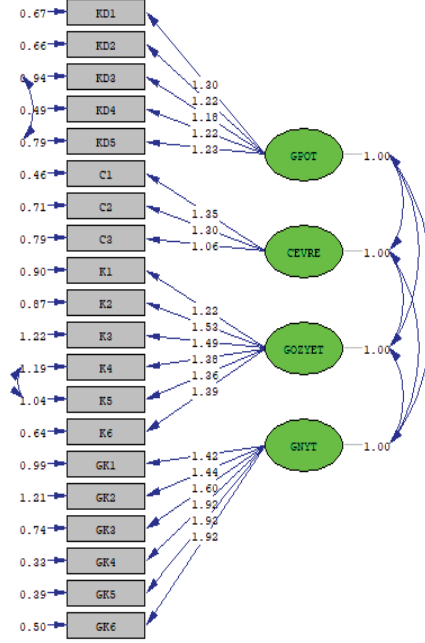 0.67 KD1
0.66 KD2
0.94 KD3
0.49 KD4
0.79 KD5
0.46 C1
0.71 C2
0.79 C3
0.90 K1
0.87 K2
1.22 K3
1.19 K4
1.04 K5
0.64 K6
0.99 GK1
1.21 GK2
0.74 GK3
0.33 GK4
0.39 GK5
0.50 GK6
1.30
1.22
1.18
1.22
1.23
1.35
1.30
1.06
1.22
1.53
1.49
1.38
1.36
1.39
1.42
1.44
1.60
1.92
1.92
1.92
GPOT 1.00
CEVRE 1.00
GOZYET 1.00
GNYT 1.00